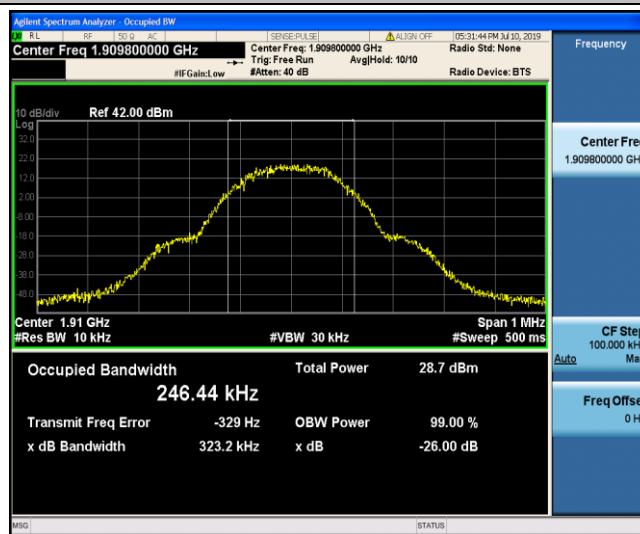 Agilent Spectrum Analyzer - Occupied BW
RL RF 50 Ω AC SENSE:PULSE ALIGN OFF 05:31:44 PM Jul 10, 2019
Center Freq 1.909800000 GHz Center Freq: 1.909800000 GHz Radio Std: None
Trig: Free Run Avg|Hold: 10/10
#IFGain:Low #Atten: 40 dB Radio Device: BTS
Frequency
10 dB/div Ref 42.00 dBm
Log
32.0
22.0
12.0
2.00
-8.00
-18.0
-28.0
-38.0
-48.0
Center 1.91 GHz Span 1 MHz
#Res BW 10 kHz #VBW 30 kHz #Sweep 500 ms
Center Fre
1.909800000 GH
CF Step
100.000 kH
Auto Ma
Freq Offse
0 H
Occupied Bandwidth Total Power 28.7 dBm
246.44 kHz
Transmit Freq Error -329 Hz OBW Power 99.00 %
x dB Bandwidth 323.2 kHz x dB -26.00 dB
MSG STATUS